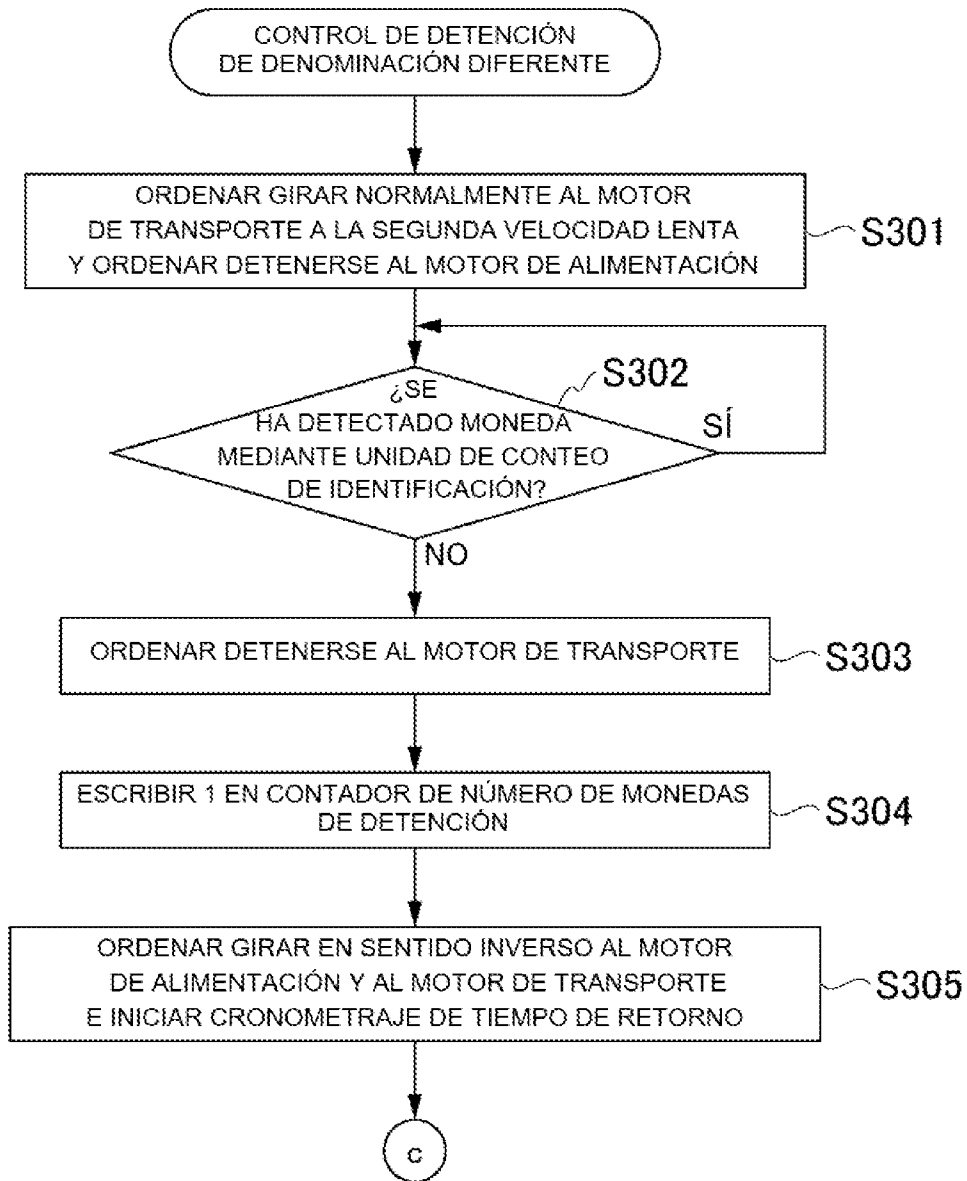 CONTROL DE DETENCIÓN
DE DENOMINACIÓN DIFERENTE
ORDENAR GIRAR NORMALMENTE AL MOTOR
DE TRANSPORTE A LA SEGUNDA VELOCIDAD LENTA
Y ORDENAR DETENERSE AL MOTOR DE ALIMENTACIÓN
S301
S302
¿SE
HA DETECTADO MONEDA
MEDIANTE UNIDAD DE CONTEO
DE IDENTIFICACIÓN?
SÍ
NO
ORDENAR DETENERSE AL MOTOR DE TRANSPORTE
S303
ESCRIBIR 1 EN CONTADOR DE NÚMERO DE MONEDAS
DE DETENCIÓN
S304
ORDENAR GIRAR EN SENTIDO INVERSO AL MOTOR
DE ALIMENTACIÓN Y AL MOTOR DE TRANSPORTE
E INICIAR CRONOMETRAJE DE TIEMPO DE RETORNO
S305
c